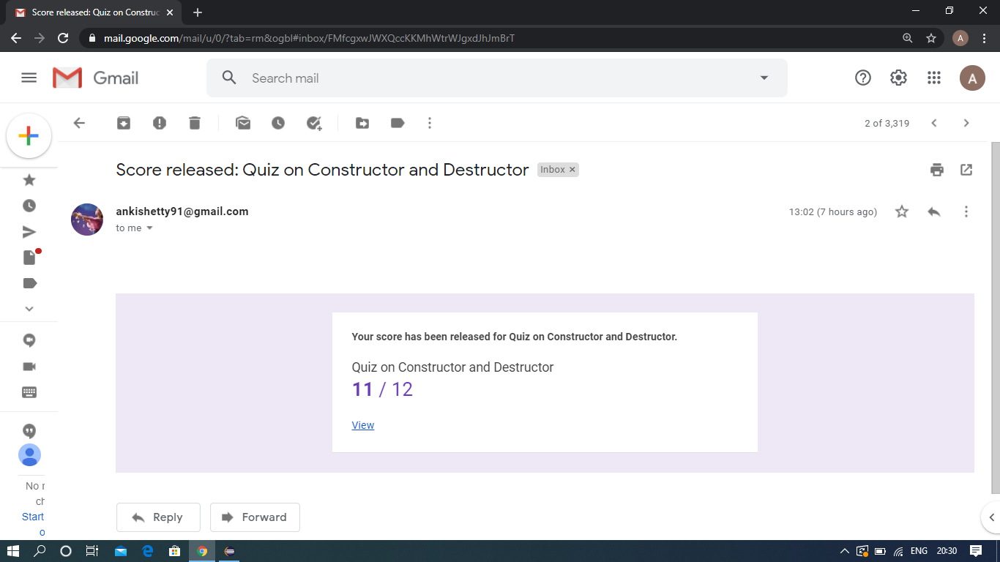 Score released: Quiz on Construc
mail.google.com/mail/u/0/?tab=rm&ogbl#inbox/FMfcgxwJWXQccKKMhWtrWJgxdJhJmBrT
A
Gmail
Search mail
A
2 of 3,319
Score released: Quiz on Constructor and Destructor
Inbox ×
ankishetty91@gmail.com
13:02 (7 hours ago)
to me
Your score has been released for Quiz on Constructor and Destructor.
Quiz on Constructor and Destructor
11 / 12
View
No r
ch
Start
o
Reply
Forward
ENG
20:30